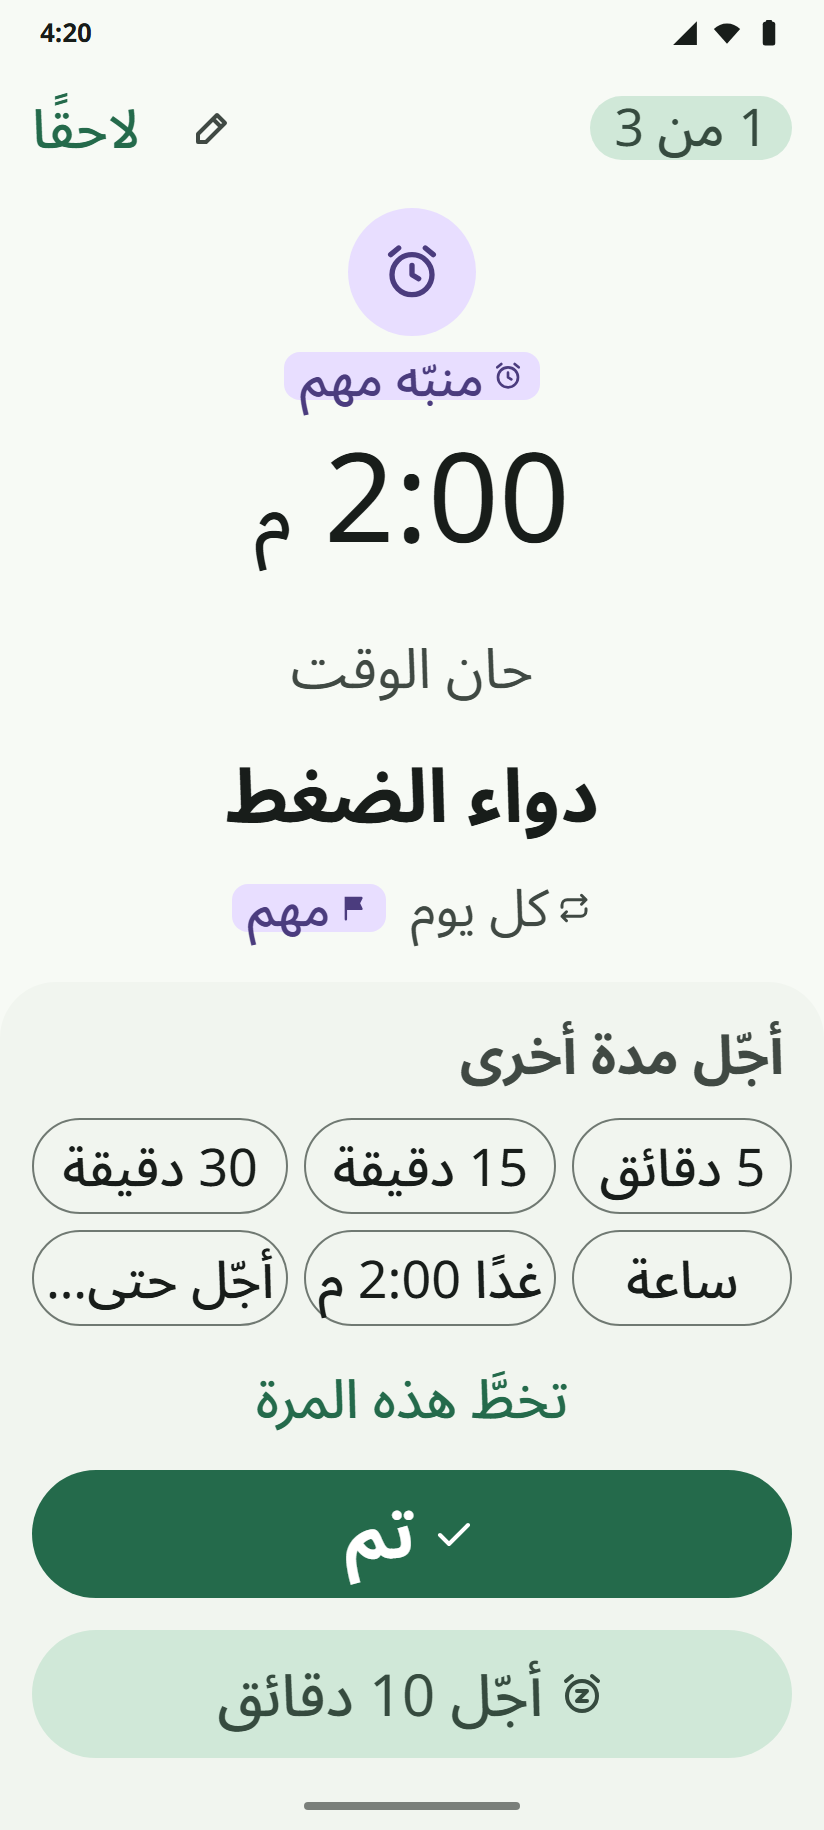 4:20
1 من 3
لاحقًا
منبّه مهم
2:00 م
حان الوقت
دواء الضغط
كل يوم مهم
أجّل مدة أخرى
5 دقائق 15 دقيقة 30 دقيقة
ساعة غدًا 2:00 م أجّل حتى...
تخطَّ هذه المرة
تم
أجّل 10 دقائق